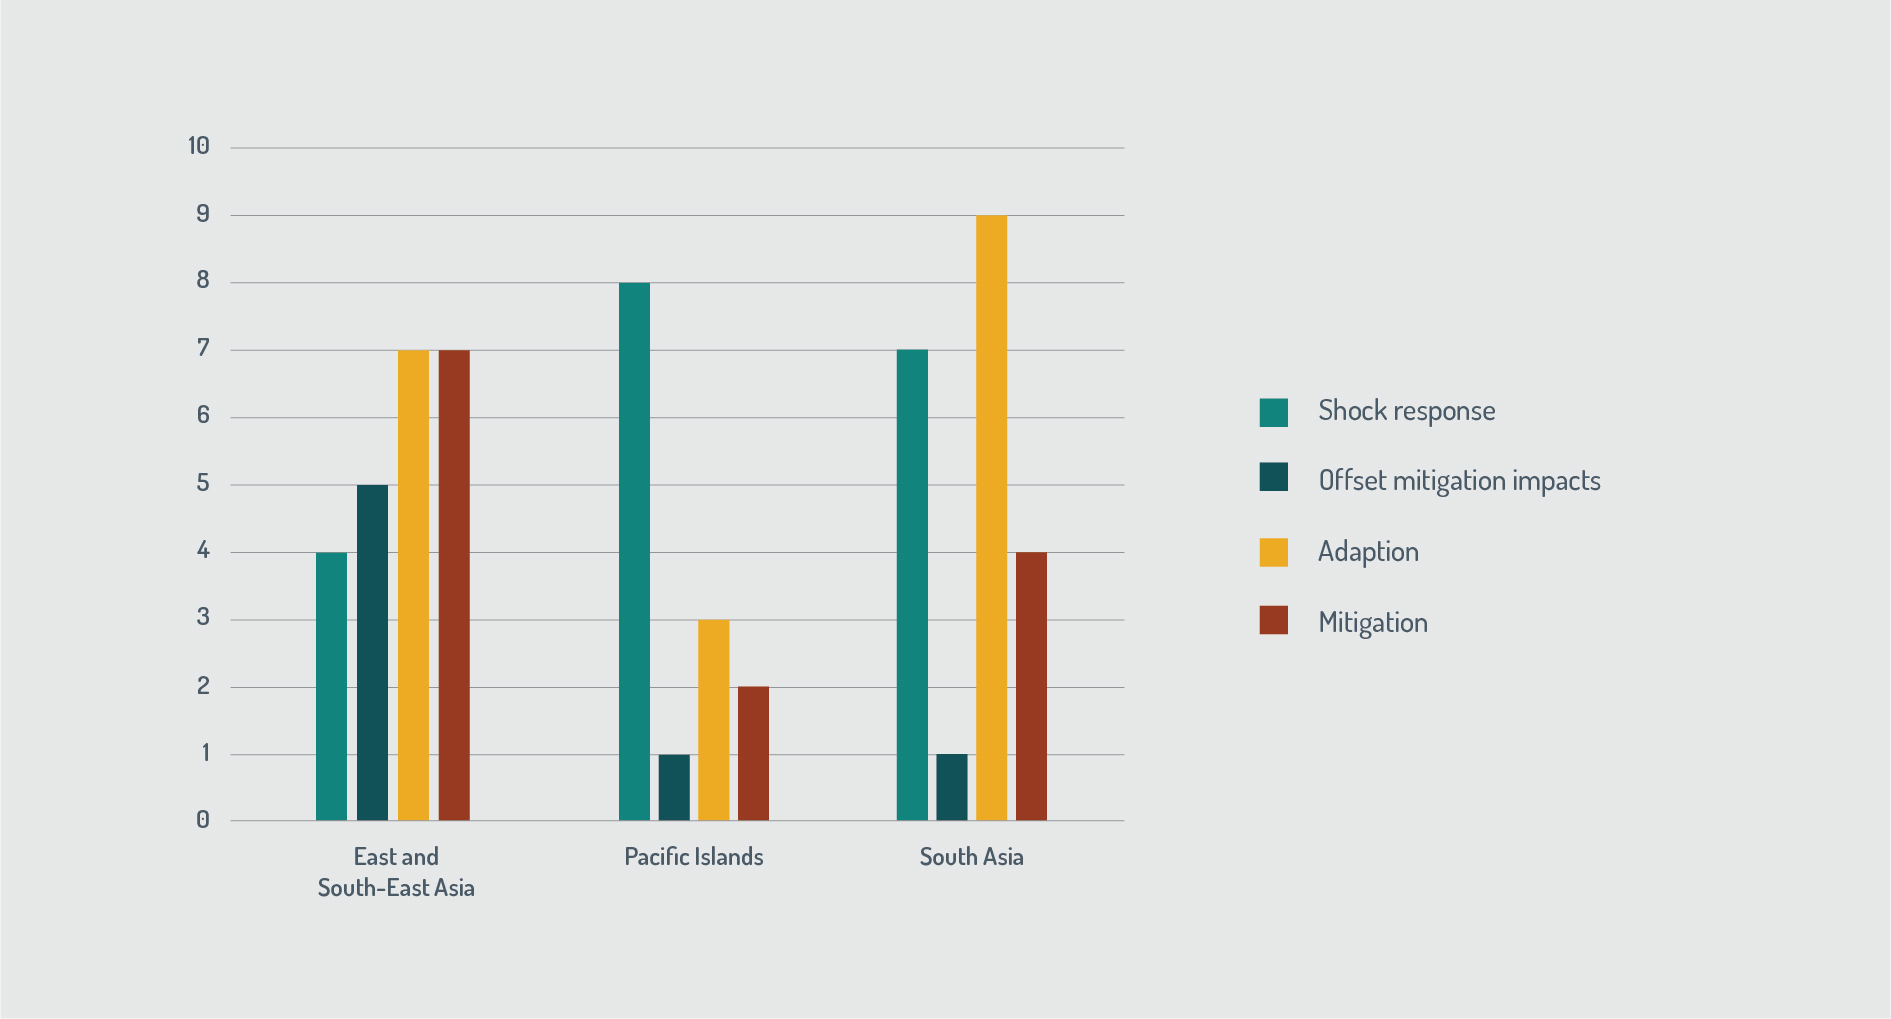 10
9
8
7
6
5
4
3
2
1
0
East and
South-East Asia
Pacific Islands
South Asia
Shock response
Offset mitigation impacts
Adaption
Mitigation